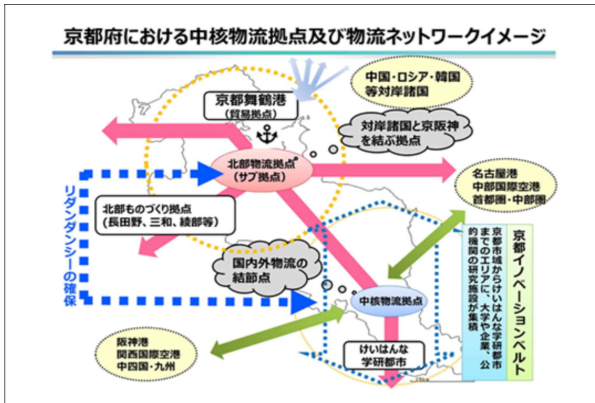 京都府における中核物流拠点及び物流ネットワークイメージ
中国・ロシア・韓国
等対岸諸国
京都舞鶴港
(貿易拠点)
対岸諸国と京阪神
を結ぶ拠点
北部物流拠点
(サブ拠点)
名古屋港
中部国際空港
首都圏・中部圏
リダンダンシーの確保
北部ものづくり拠点
(長田野、三和、綾部等)
国内外物流の
結節点
京都イノベーションベルト
京都市域からけいはんな学研都市
までのエリアに、大学や企業、公
的機関の研究施設が集積
中核物流拠点
阪神港
関西国際空港
中四国・九州
けいはんな
学研都市